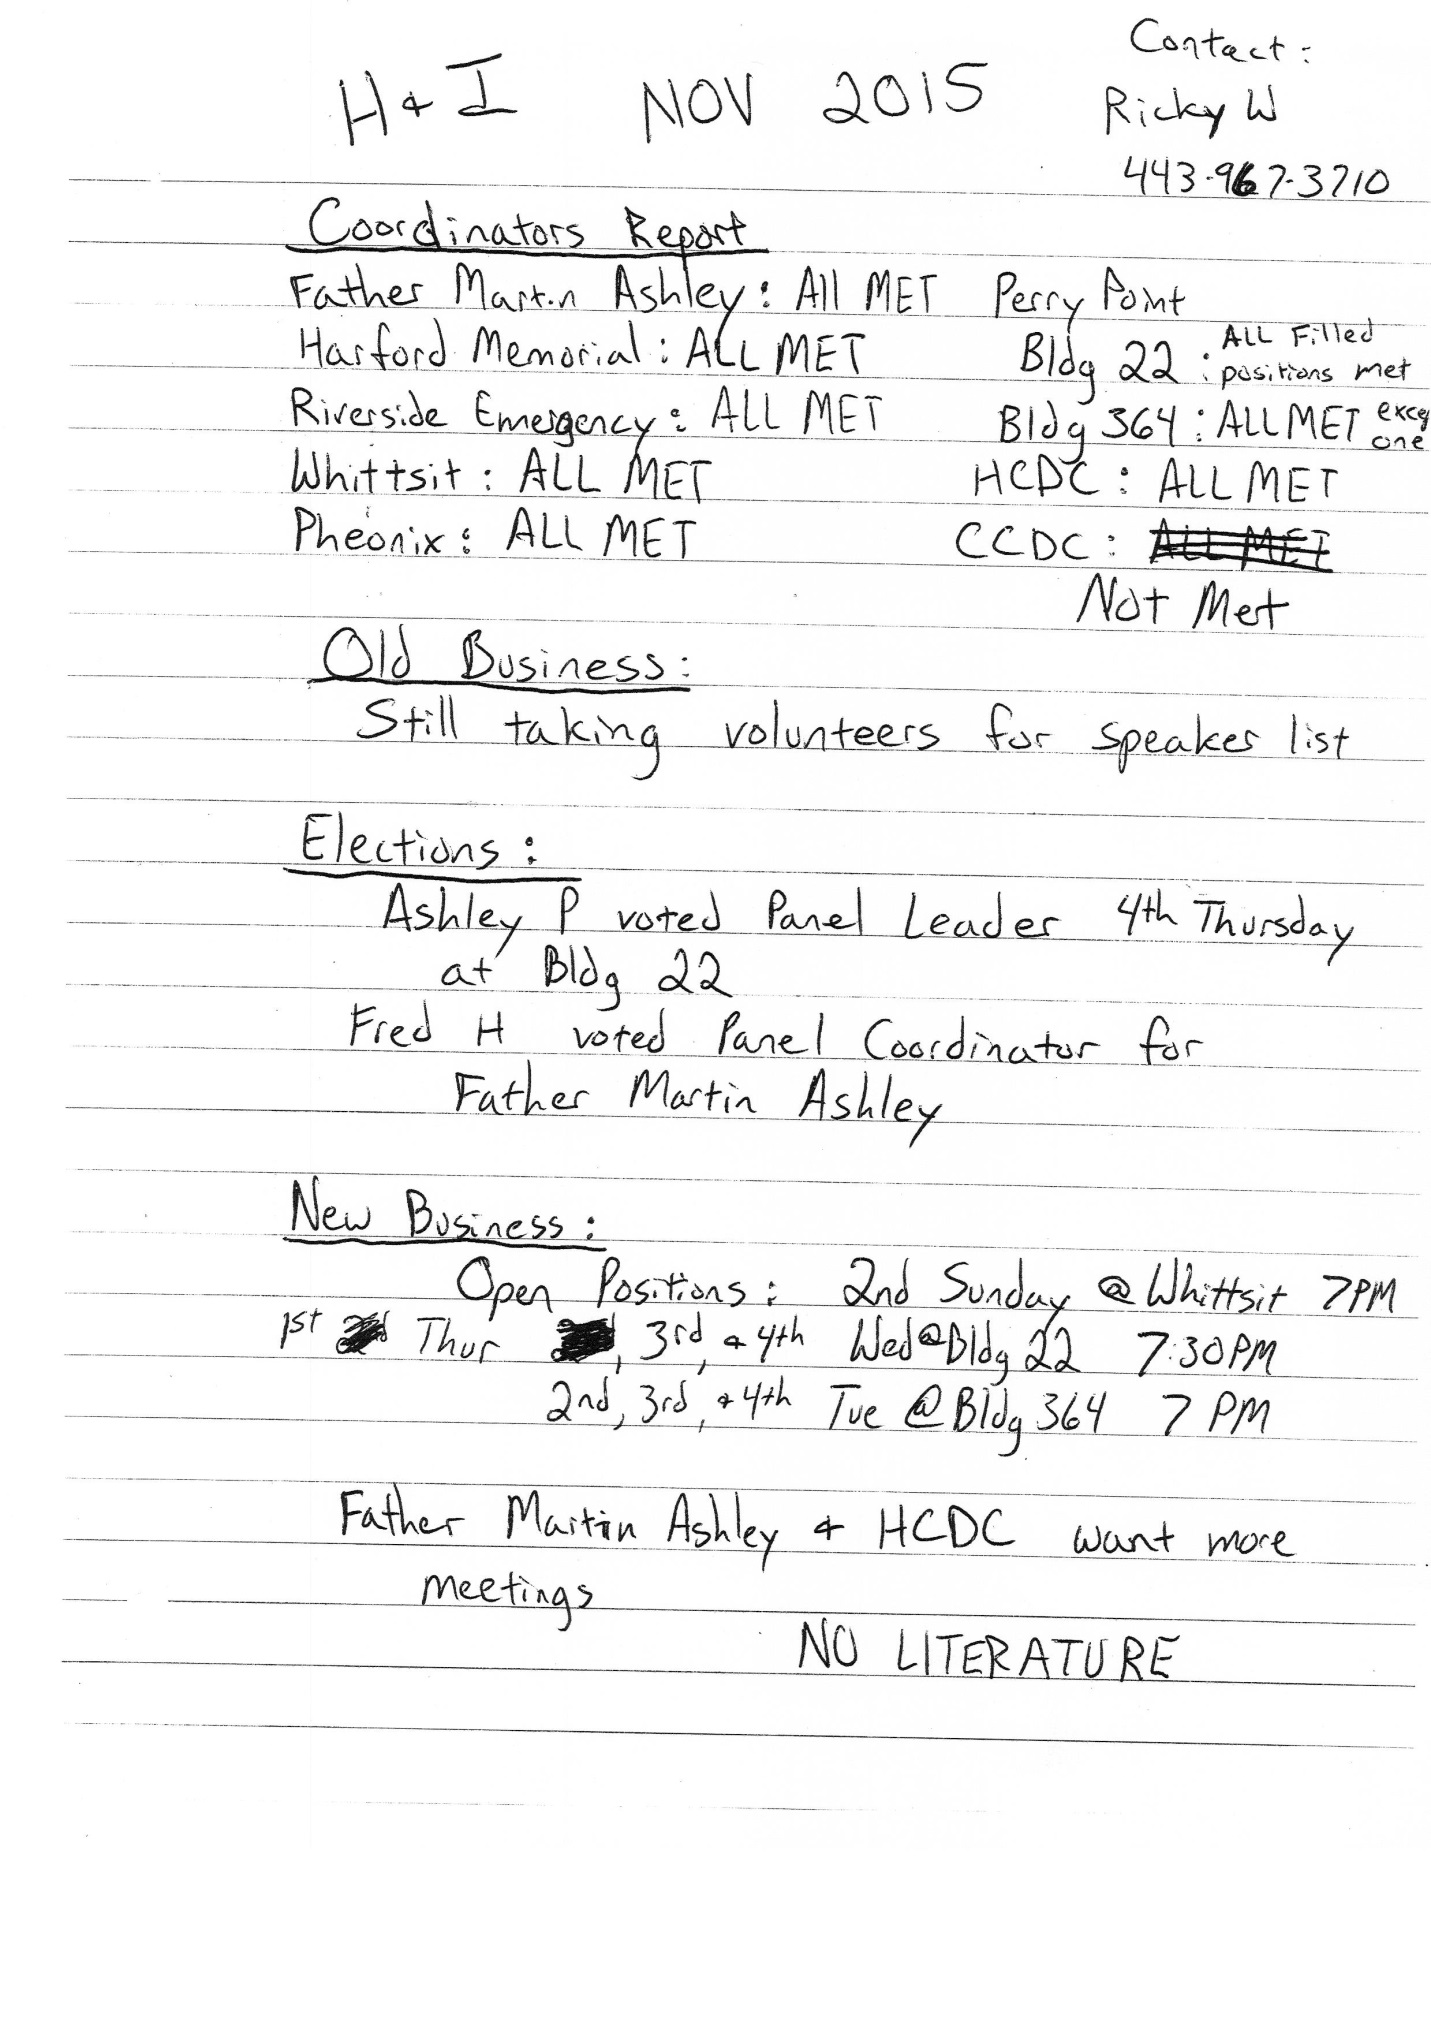 Contact:
H + I NOV 2015 Ricky W
443-967-3710
Coordinators Report
Father Martin Ashley: All MET Perry Point
Harford Memorial: ALL MET Bldg 22: ALL Filled positions met
Riverside Emergency: ALL MET Bldg 364: ALL MET excep one
Whittsit: ALL MET HCDC: ALL MET
Pheonix: ALL MET CCDC: ALL MET
Not Met
Old Business:
Still taking volunteers for speaker list
Elections:
Ashley P voted Panel Leader 4th Thursday
at Bldg 22
Fred H voted Panel Coordinator for
Father Martin Ashley
New Business:
Open Positions: 2nd Sunday @ Whittsit 7PM
1st Thur , 3rd, + 4th Wed @ Bldg 22 7:30PM
2nd, 3rd, + 4th Tue @ Bldg 364 7 PM
Father Martin Ashley + HCDC want more
meetings
NO LITERATURE